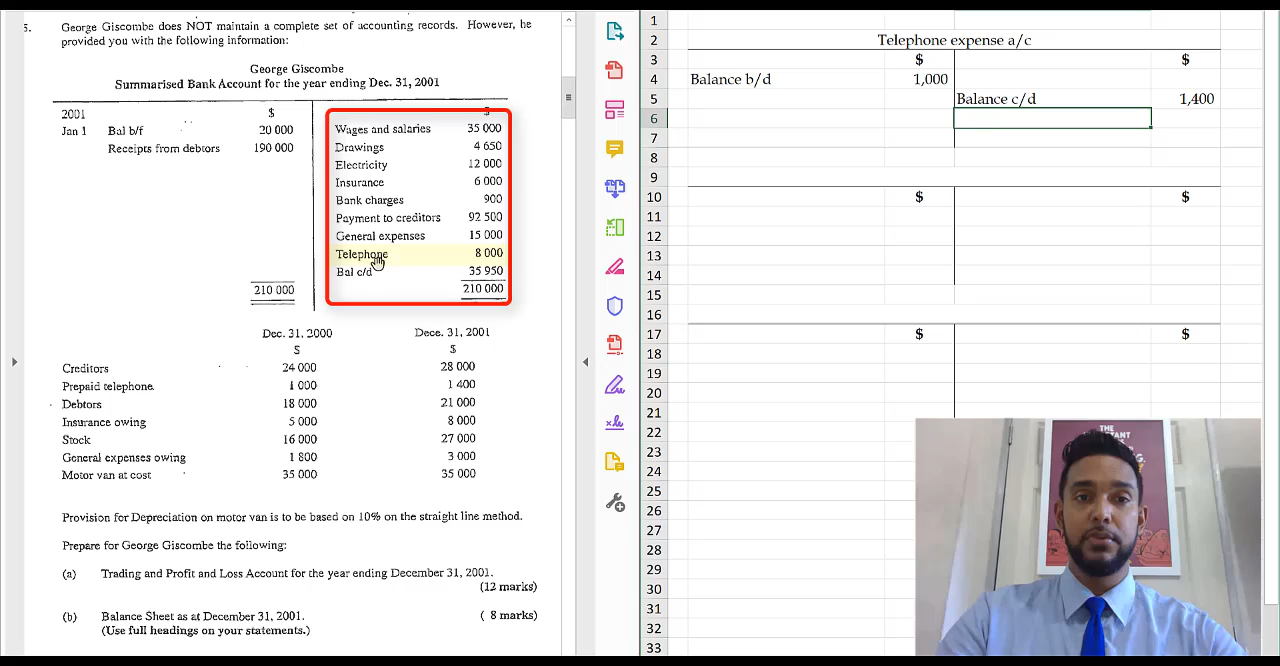 5. George Giscombe does NOT maintain a complete set of accounting records. However, he
provided you with the following information:
George Giscombe
Summarised Bank Account for the year ending Dec. 31, 2001
2001 $ $
Jan 1 Bal b/f 20 000 Wages and salaries 35 000
Receipts from debtors 190 000 Drawings 4 650
Electricity 12 000
Insurance 6 000
Bank charges 900
Payment to creditors 92 500
General expenses 15 000
Telephone 8 000
Bal c/d 35 950
210 000 210 000
Dec. 31, 2000 Dece. 31, 2001
$ $
Creditors 24 000 28 000
Prepaid telephone 1 000 1 400
Debtors 18 000 21 000
Insurance owing 5 000 8 000
Stock 16 000 27 000
General expenses owing 1 800 3 000
Motor van at cost 35 000 35 000
Provision for Depreciation on motor van is to be based on 10% on the straight line method.
Prepare for George Giscombe the following:
(a) Trading and Profit and Loss Account for the year ending December 31, 2001.
(12 marks)
(b) Balance Sheet as at December 31, 2001. ( 8 marks)
(Use full headings on your statements.)
1
2 Telephone expense a/c
3 $ $
4 Balance b/d 1,000
5 Balance c/d 1,400
6
7
8
9
10 $ $
11
12
13
14
15
16
17 $ $
18
19
20
21
22
23
24
25
26
27
28
29
30
31
32
33
THE